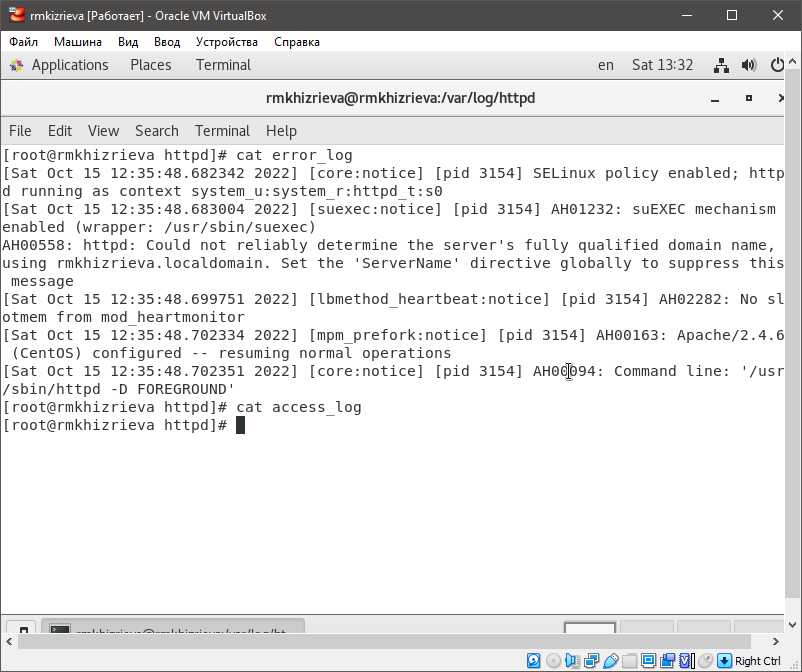 rmkizrieva [Работает] - Oracle VM VirtualBox
Файл Машина Вид Ввод Устройства Справка
Applications Places Terminal en Sat 13:32
rmkhizrieva@rmkhizrieva:/var/log/httpd
File Edit View Search Terminal Help
[root@rmkhizrieva httpd]# cat error_log
[Sat Oct 15 12:35:48.682342 2022] [core:notice] [pid 3154] SELinux policy enabled; http
d running as context system_u:system_r:httpd_t:s0
[Sat Oct 15 12:35:48.683004 2022] [suexec:notice] [pid 3154] AH01232: suEXEC mechanism
enabled (wrapper: /usr/sbin/suexec)
AH00558: httpd: Could not reliably determine the server's fully qualified domain name,
using rmkhizrieva.localdomain. Set the 'ServerName' directive globally to suppress this
message
[Sat Oct 15 12:35:48.699751 2022] [lbmethod_heartbeat:notice] [pid 3154] AH02282: No sl
otmem from mod_heartmonitor
[Sat Oct 15 12:35:48.702334 2022] [mpm_prefork:notice] [pid 3154] AH00163: Apache/2.4.6
(CentOS) configured -- resuming normal operations
[Sat Oct 15 12:35:48.702351 2022] [core:notice] [pid 3154] AH00094: Command line: '/usr
/sbin/httpd -D FOREGROUND'
[root@rmkhizrieva httpd]# cat access_log
[root@rmkhizrieva httpd]#
rmkhizrieva@rmkhizrieva:/var/log/ht...
Right Ctrl